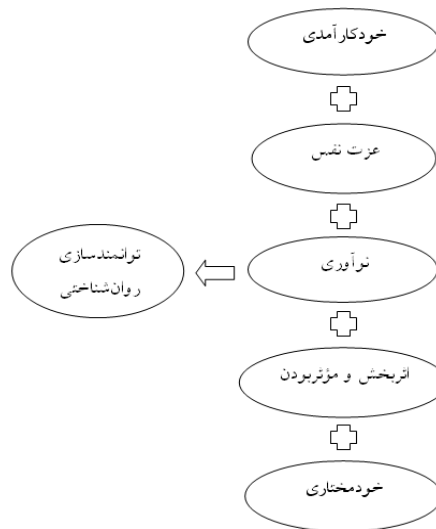 خودکارآمدی
عزت نفس
نوآوری
توانمندسازی
روان‌شناختی
اثربخش و مؤثربودن
خودمختاری